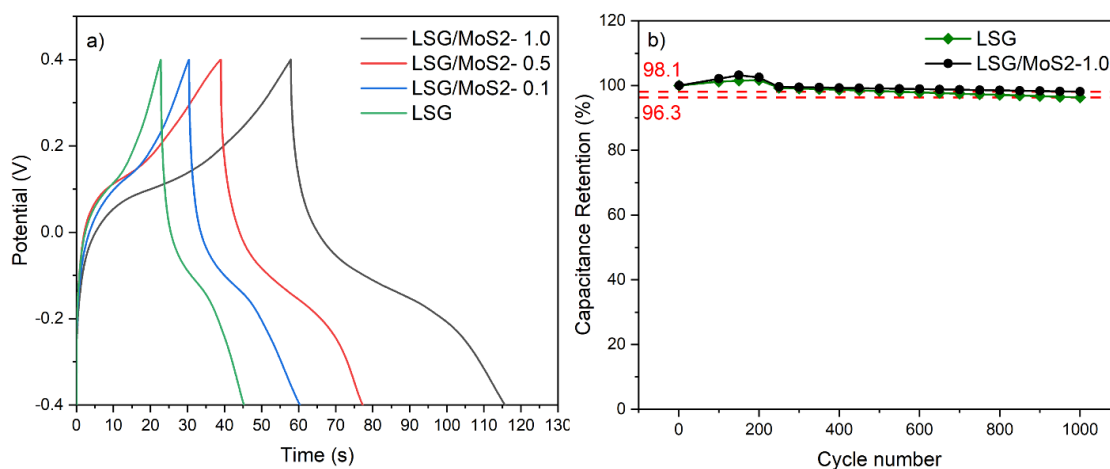 a)
LSG/MoS2- 1.0
LSG/MoS2- 0.5
LSG/MoS2- 0.1
LSG
0.4
0.2
0.0
-0.2
-0.4
Potential (V)
0 10 20 30 40 50 60 70 80 90 100 110 120 130
Time (s)
b)
LSG
LSG/MoS2-1.0
120
100
80
60
40
20
0
98.1
96.3
Capacitance Retention (%)
0 200 400 600 800 1000
Cycle number